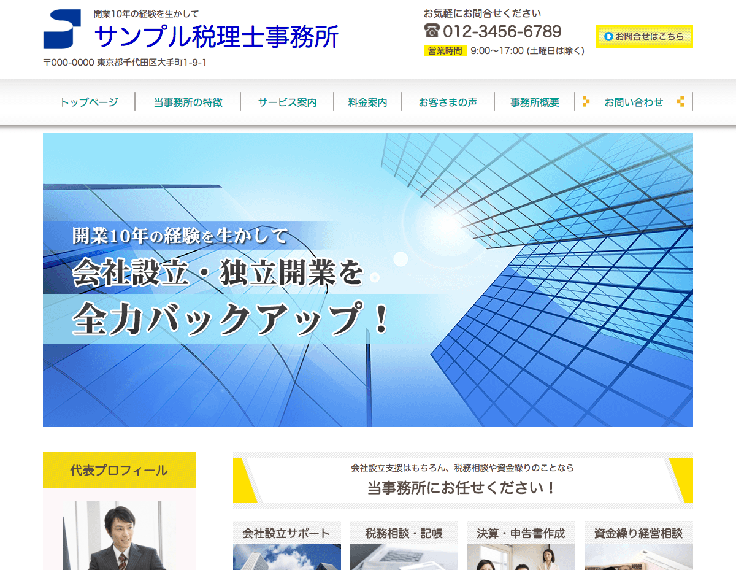 開業10年の経験を生かして
サンプル税理士事務所
〒000-0000 東京都千代田区大手町1-9-1
お気軽にお問合せください
012-3456-6789
営業時間 9:00〜17:00 (土曜日は除く)
お問合せはこちら
トップページ
当事務所の特徴
サービス案内
料金案内
お客さまの声
事務所概要
お問い合わせ
開業10年の経験を生かして
会社設立・独立開業を
全力バックアップ！
代表プロフィール
会社設立支援はもちろん、税務相談や資金繰りのことなら
当事務所にお任せください！
会社設立サポート
税務相談・記帳
決算・申告書作成
資金繰り経営相談